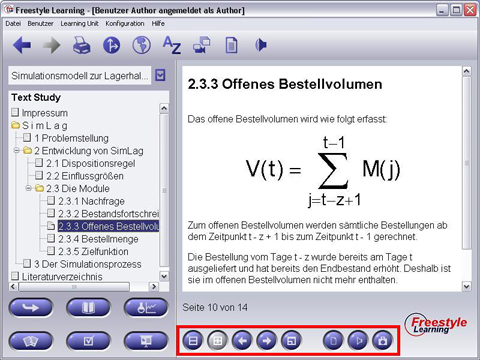 Freestyle Learning - [Benutzer Author angemeldet als Author]
Datei Benutzer Learning Unit Konfiguration Hilfe
Simulationsmodell zur Lagerhal...
Text Study
Impressum
SimLag
1 Problemstellung
2 Entwicklung von SimLag
2.1 Dispositionsregel
2.2 Einflussgrößen
2.3 Die Module
2.3.1 Nachfrage
2.3.2 Bestandsfortschrei
2.3.3 Offenes Bestellvolu
2.3.4 Bestellmenge
2.3.5 Zielfunktion
3 Der Simulationsprozess
Literaturverzeichnis
2.3.3 Offenes Bestellvolumen
Das offene Bestellvolumen wird wie folgt erfasst:
t−1
V(t) = ∑ M(j)
j=t−z+1
Zum offenen Bestellvolumen werden sämtliche Bestellungen ab
dem Zeitpunkt t - z + 1 bis zum Zeitpunkt t - 1 gerechnet.
Die Bestellung vom Tage t - z wurde bereits am Tage t
ausgeliefert und hat bereits den Endbestand erhöht. Deshalb ist
sie im offenen Bestellvolumen nicht mehr enthalten.
Seite 10 von 14
Freestyle
Learning